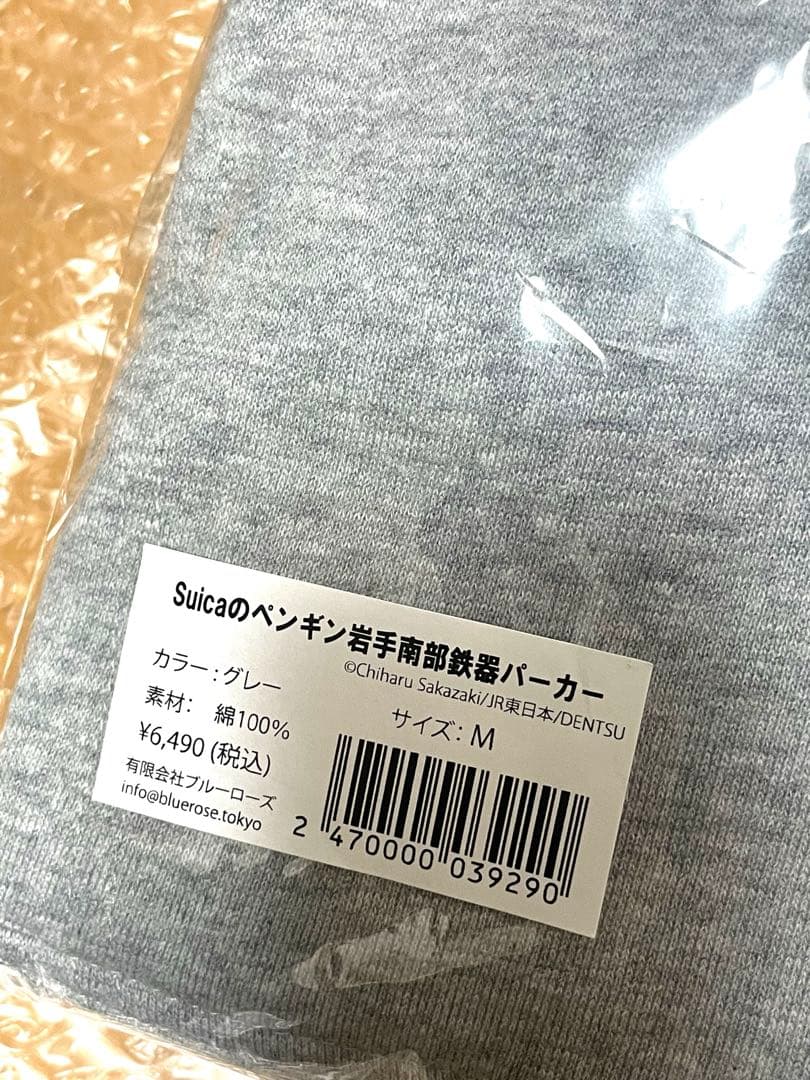 Suicaのペンギン岩手南部鉄器パーカー
©Chiharu Sakazaki/JR東日本/DENTSU
カラー：グレー
サイズ：M
素材： 綿100%
¥6,490 (税込)
有限会社ブルーローズ
info@bluerose.tokyo
2 470000 039290